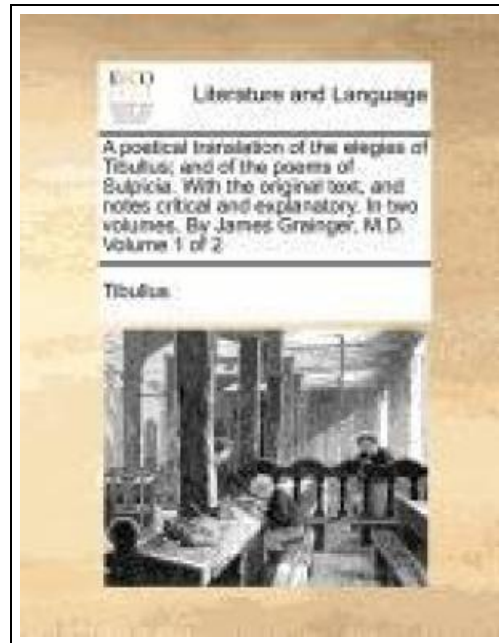 ECCO
Literature and Language
A poetical translation of the elegies of
Tibullus; and of the poems of
Sulpicia. With the original text, and
notes critical and explanatory. In two
volumes. By James Grainger, M.D.
Volume 1 of 2
Tibullus